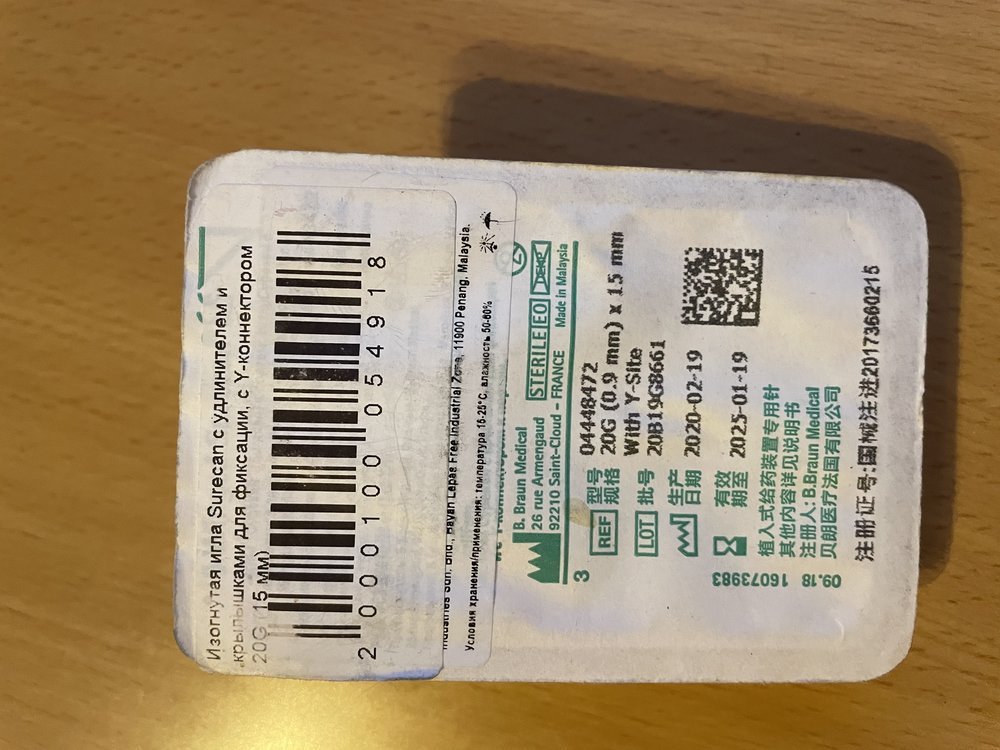 Изогнутая игла Surecan с удлинителем и
крылышками для фиксации, с Y-коннектором
20G 15 мм)
2 000100 054918
Industries Sdn. Bhd., Bayan Lepas Free Industrial Zone, 11900 Penang, Malaysia.
Условия хранения/применения: температура 15-25°C, влажность 50-60%
B. Braun Medical
26 rue Armengaud
92210 Saint-Cloud – FRANCE
STERILE EO
DEHP
Made in Malaysia
3
REF 型号 04448472
规格 20G (0.9 mm) x 15 mm
With Y-Site
LOT 批号 20B19G8661
生产日期 2020-02-19
有效期至 2025-01-19
植入式给药装置专用针
其他内容详见说明书
注册人: B.Braun Medical
贝朗医疗法国有限公司
09.18 16073983
注册证号:国械注进20173660215